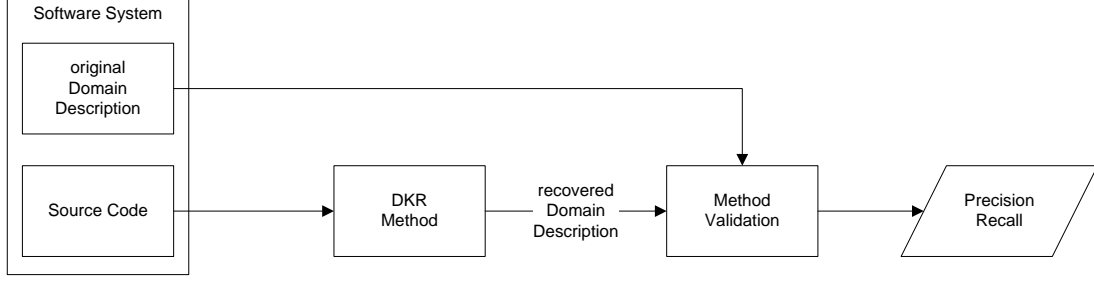 Software System
original
Domain
Description
Source Code
DKR
Method
recovered
Domain
Description
Method
Validation
Precision
Recall